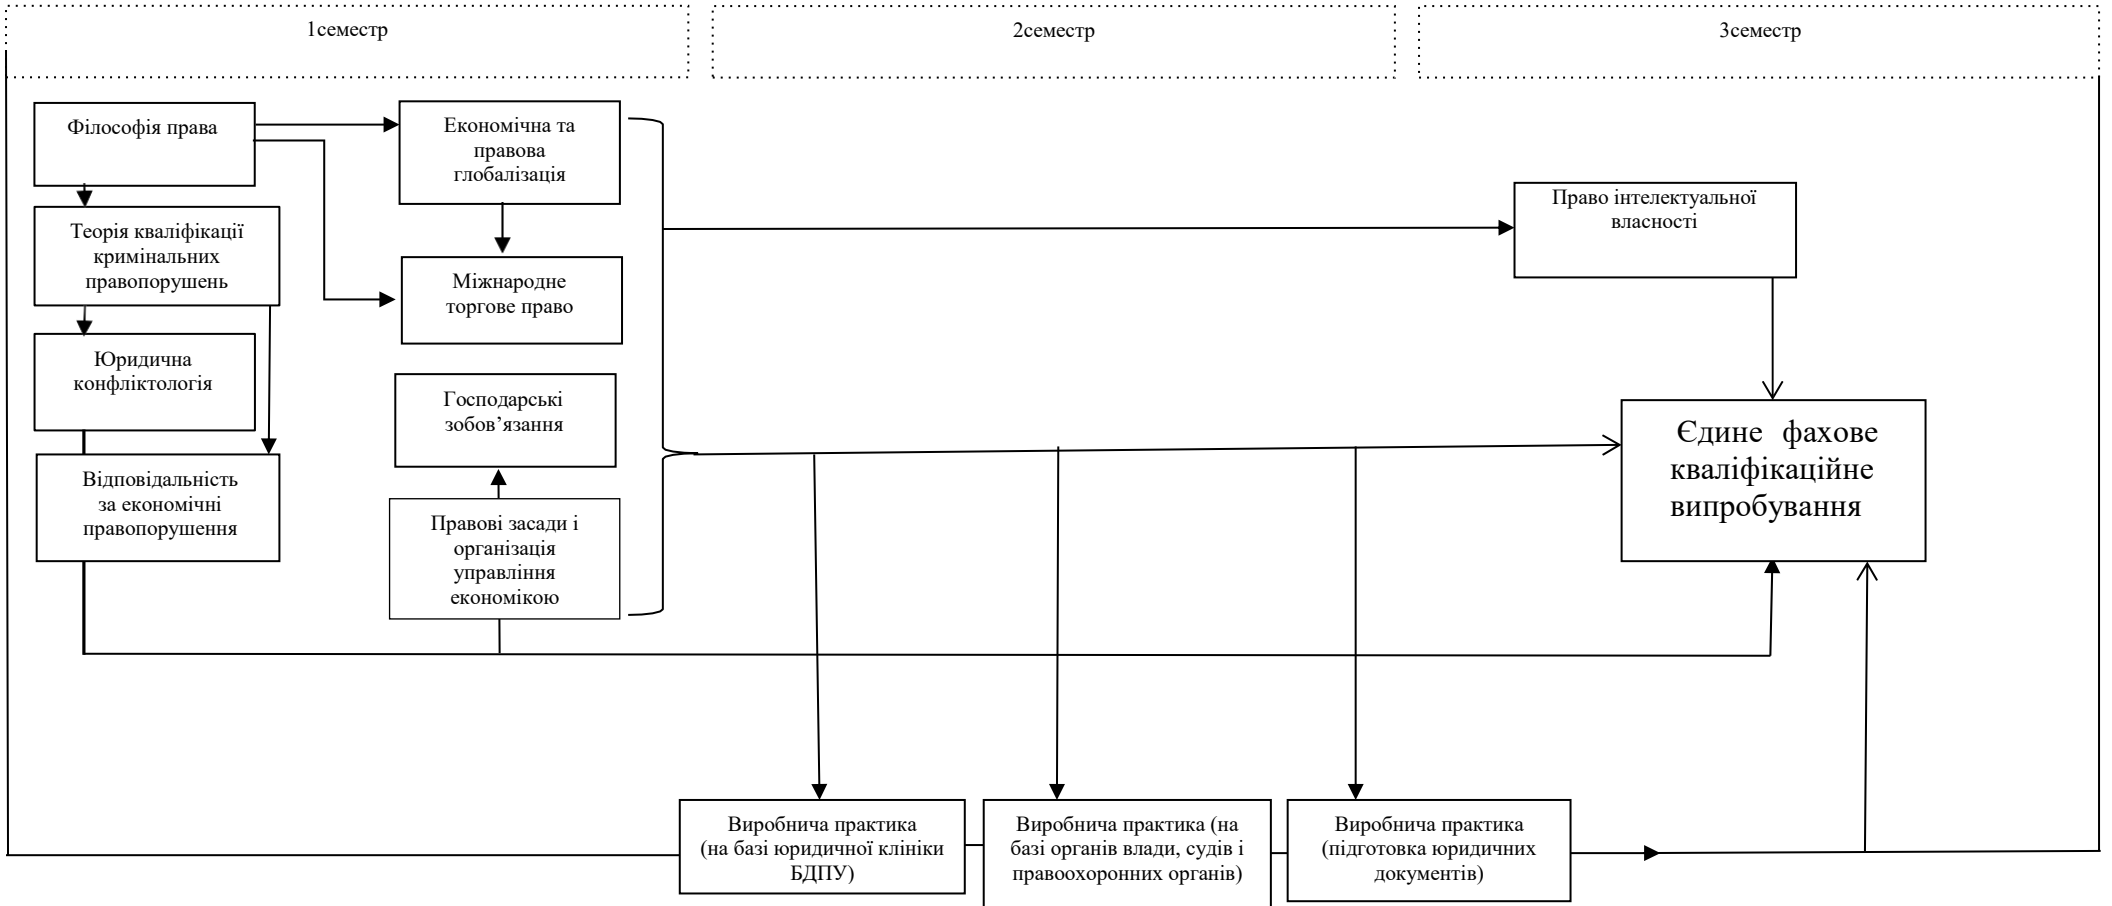 1семестр
2семестр
3семестр
Філософія права
Економічна та
правова
глобалізація
Право інтелектуальної
власності
Теорія кваліфікації
кримінальних
правопорушень
Міжнародне
торгове право
Юридична
конфліктологія
Господарські
зобов’язання
Єдине фахове
кваліфікаційне
випробування
Відповідальність
за економічні
правопорушення
Правові засади і
організація
управління
економікою
Виробнича практика
(на базі юридичної клініки
БДПУ)
Виробнича практика (на
базі органів влади, судів і
правоохоронних органів)
Виробнича практика
(підготовка юридичних
документів)